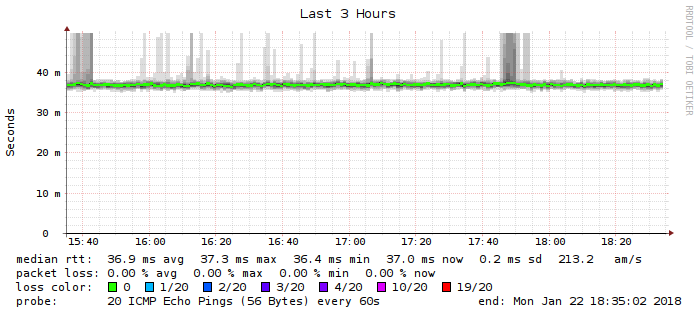 Last 3 Hours
RRDTOOL / TOBI OETIKER
Seconds
40 m
30 m
20 m
10 m
0
15:40 16:00 16:20 16:40 17:00 17:20 17:40 18:00 18:20
median rtt: 36.9 ms avg 37.3 ms max 36.4 ms min 37.0 ms now 0.2 ms sd 213.2 am/s
packet loss: 0.00 % avg 0.00 % max 0.00 % min 0.00 % now
loss color: 0 1/20 2/20 3/20 4/20 10/20 19/20
probe: 20 ICMP Echo Pings (56 Bytes) every 60s end: Mon Jan 22 18:35:02 2018